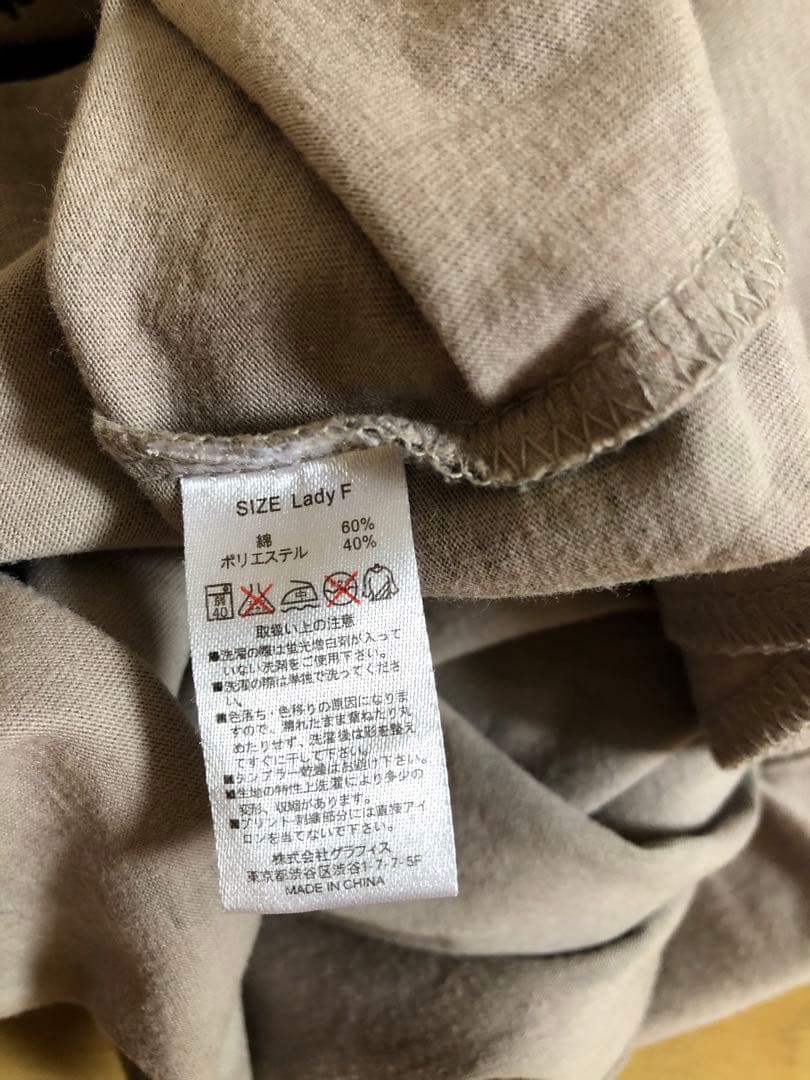 SIZE Lady F
綿 60%
ポリエステル 40%
弱 40 中
取扱い上の注意
■洗濯の際は蛍光増白剤が入って
いない洗剤をご使用下さい。
■洗濯の際は単独で洗ってくださ
い。
■色落ち・色移りの原因になりま
すので、濡れたまま重ねたり丸
めたりせず、洗濯後は形を整え
てすぐに干して下さい。
■タンブラー乾燥はお避け下さい。
■生地の特性上洗濯により多少の
変形、収縮があります。
■プリント・刺繍部分には直接アイ
ロンを当てないで下さい。
株式会社グラフィス
東京都渋谷区渋谷1-7-7-5F
MADE IN CHINA